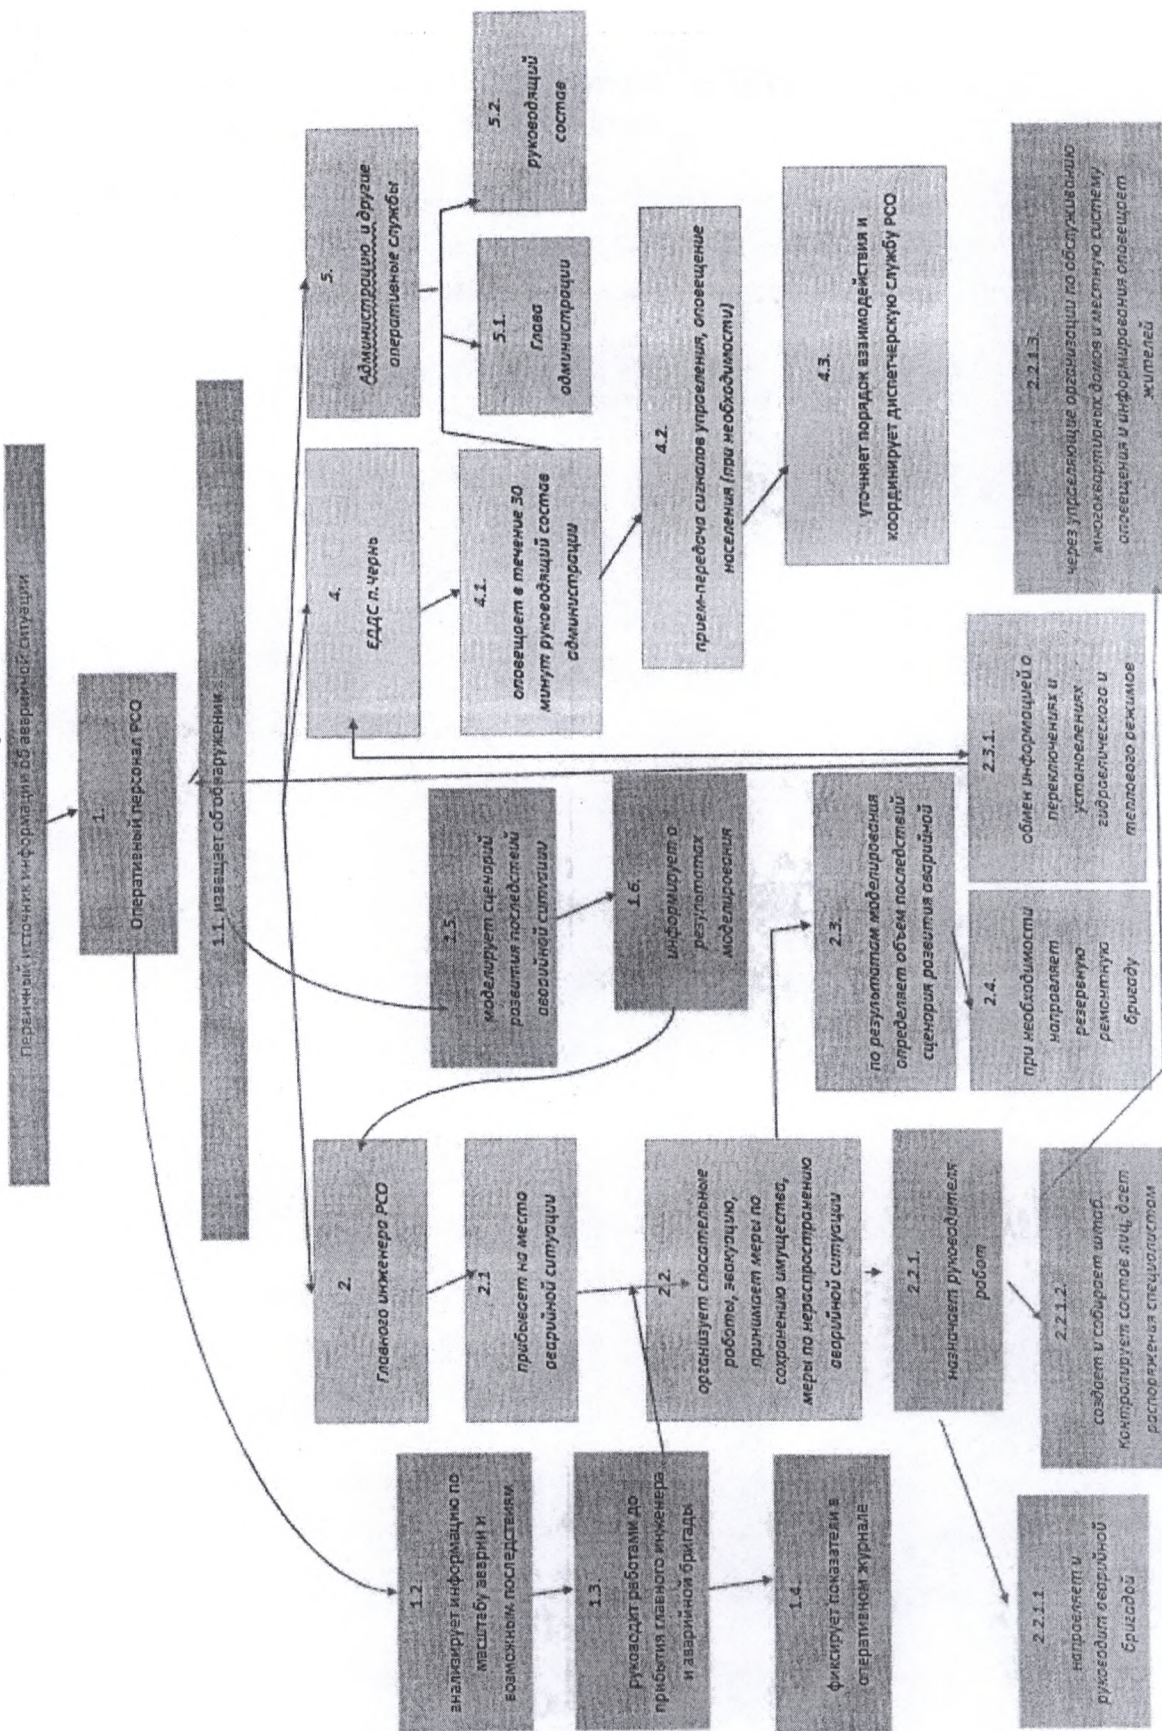 Первичный источник информации об аварийной ситуации
1.
Оперативный персонал РСО
1.1. извещает об обнаружении
1.2.
анализирует информацию по
масштабу аварии и
возможным последствиям
1.3.
руководит работами до
прибытия главного инженера
и аварийной бригады
1.4.
фиксирует показатели в
оперативном журнале
2.
Главного инженера РСО
2.1
прибывает на место
аварийной ситуации
2.2.
организует спасательные
работы, эвакуацию,
принимает меры по
сохранению имущества,
меры по нераспространению
аварийной ситуации
2.2.1.
назначает руководителя
работ
2.2.1.1
направляет и
руководит аварийной
бригадой
2.2.1.2.
создает и собирает штаб.
Контролирует состав лиц, дает
распоряжения специалистам
1.5.
моделирует сценарий
развития последствий
аварийной ситуации
1.6.
информирует о
результатах
моделирования
2.3.
по результатам моделирования
определяет объем последствий
сценария развития аварийной
2.4.
при необходимости
направляет
резервную
ремонтную
бригаду
2.3.1.
обмен информацией о
переключениях и
установлениях
гидравлического и
теплового режимов
4.
ЕДДС п.Чернь
4.1.
оповещает в течение 30
минут руководящий состав
администрации
4.2.
прием-передача сигналов управления, оповещение
населения (при необходимости)
4.3.
уточняет порядок взаимодействия и
координирует диспетчерскую службу РСО
5.
Администрацию и другие
оперативные службы
5.1.
Глава
администрации
5.2.
руководящий
состав
2.2.1.3.
через управляющие организации по обслуживанию
многоквартирных домов и местную систему
оповещения и информирования оповещает
жителей